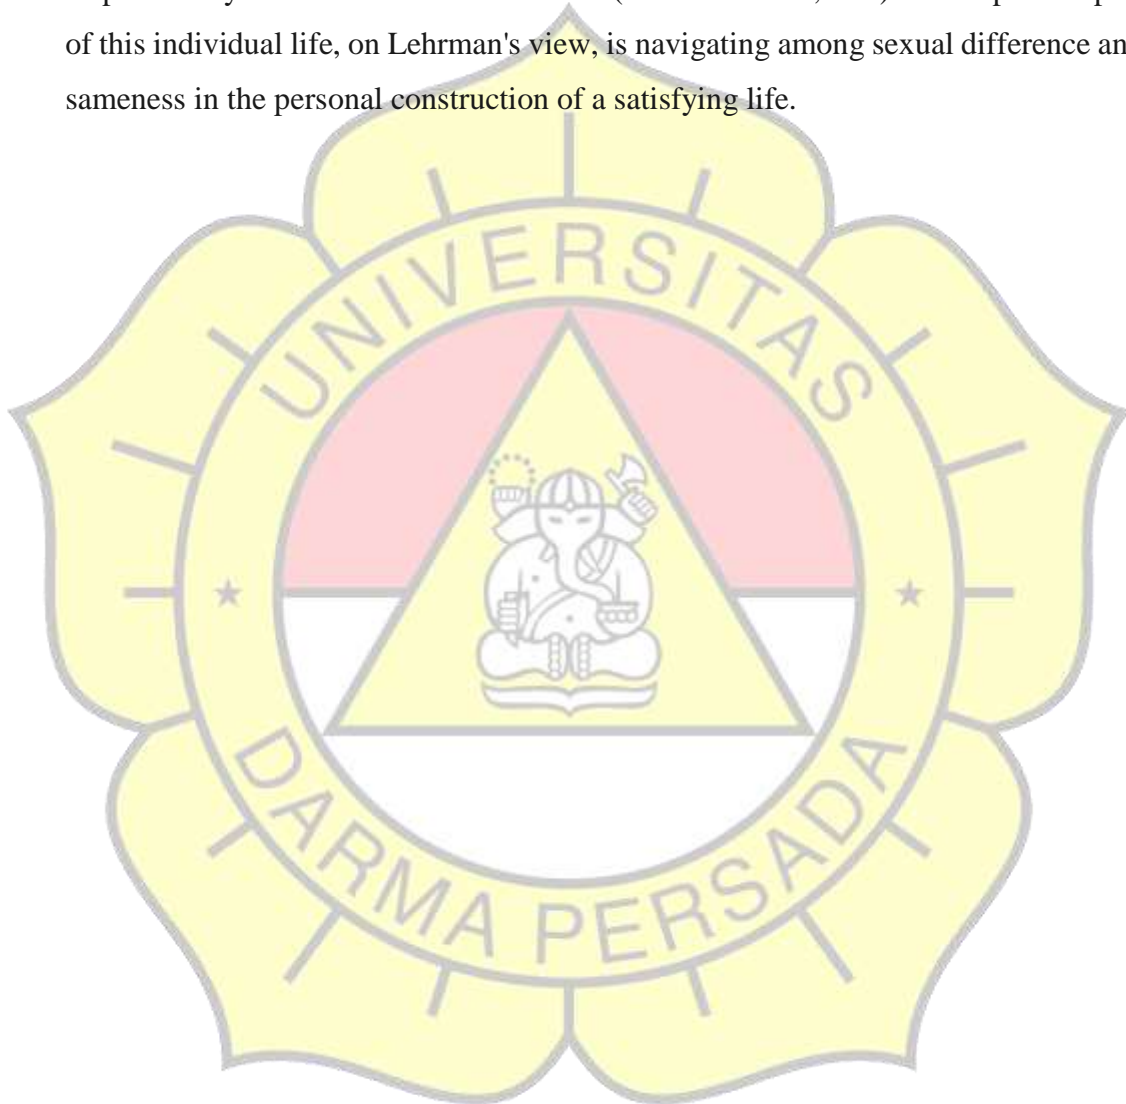 of this individual life, on Lehrman's view, is navigating among sexual difference an
sameness in the personal construction of a satisfying life.
UNIVERSITAS
DARMA PERSADA